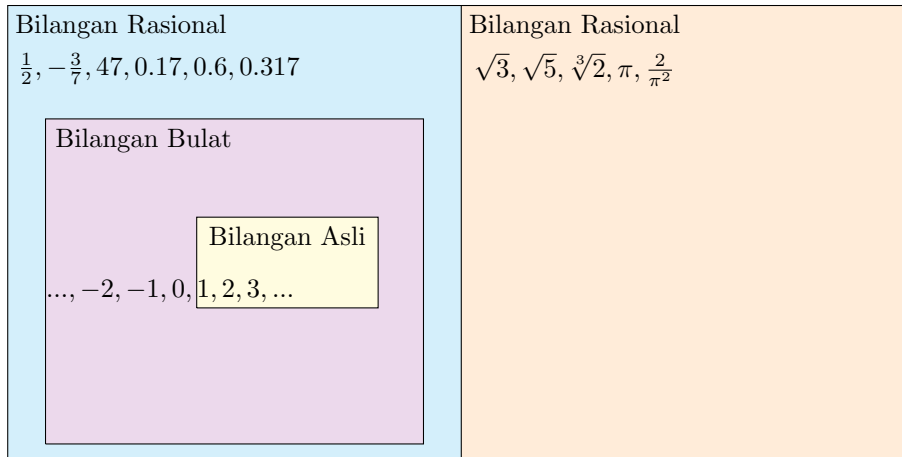 Bilangan Rasional
1/2, −3/7, 47, 0.17, 0.6, 0.317
Bilangan Bulat
Bilangan Asli
..., −2, −1, 0, 1, 2, 3, ...
Bilangan Rasional
√3, √5, ∛2, π, 2/π²